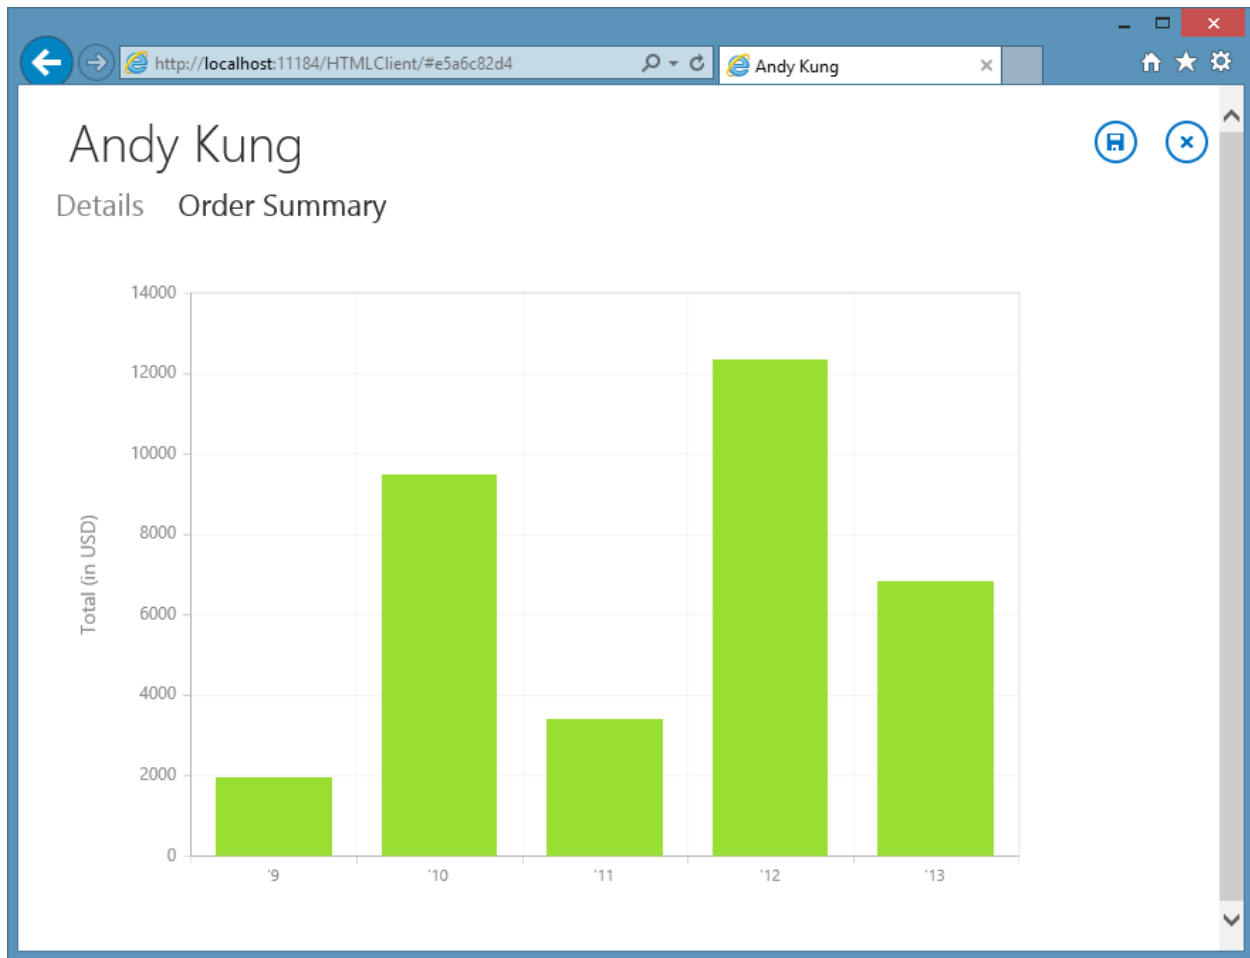 http://localhost:11184/HTMLClient/#e5a6c82d4
Andy Kung
Andy Kung
Details Order Summary
Total (in USD)
14000
12000
10000
8000
6000
4000
2000
0
'9 '10 '11 '12 '13